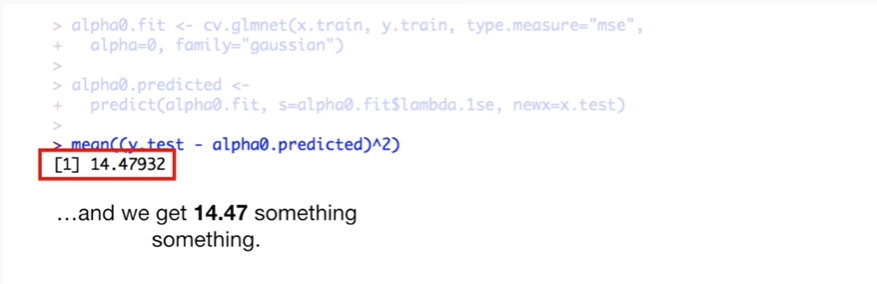 > alpha0.fit <- cv.glmnet(x.train, y.train, type.measure="mse",
+   alpha=0, family="gaussian")
>
> alpha0.predicted <-
+   predict(alpha0.fit, s=alpha0.fit$lambda.1se, newx=x.test)
>
> mean((y.test - alpha0.predicted)^2)
[1] 14.47932
…and we get 14.47 something
something.